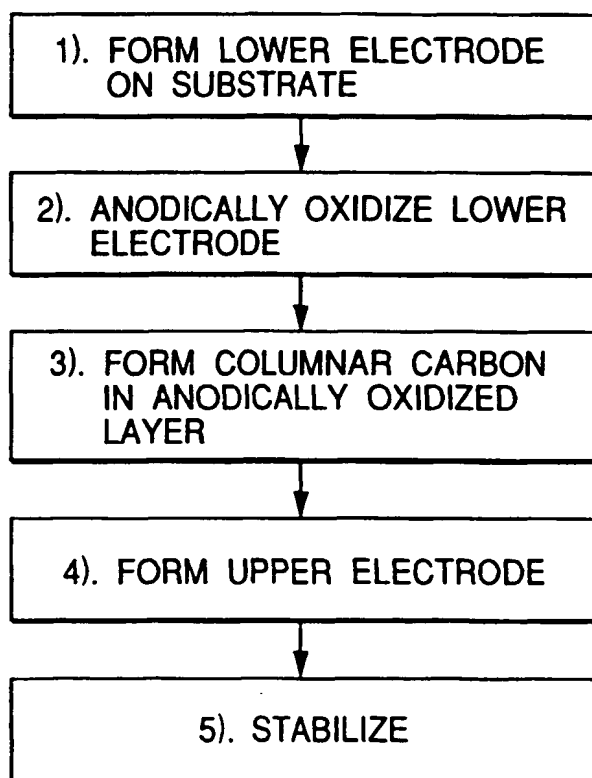 1). FORM LOWER ELECTRODE
ON SUBSTRATE
2). ANODICALLY OXIDIZE LOWER
ELECTRODE
3). FORM COLUMNAR CARBON
IN ANODICALLY OXIDIZED
LAYER
4). FORM UPPER ELECTRODE
5). STABILIZE